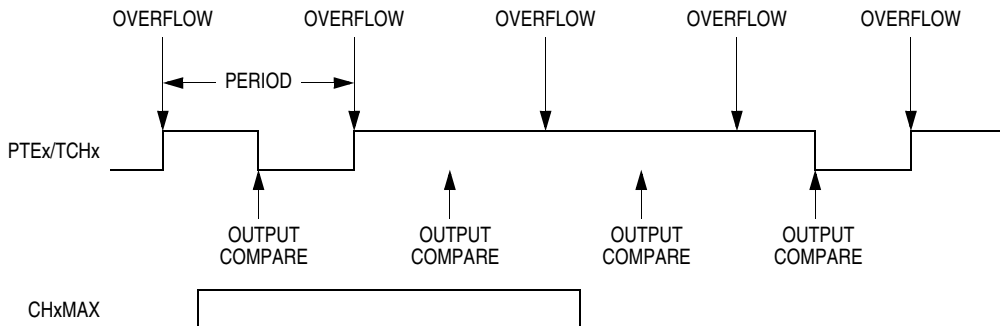 OVERFLOW OVERFLOW OVERFLOW OVERFLOW OVERFLOW
PERIOD
PTEx/TCHx
OUTPUT
COMPARE
OUTPUT
COMPARE
OUTPUT
COMPARE
OUTPUT
COMPARE
CHxMAX